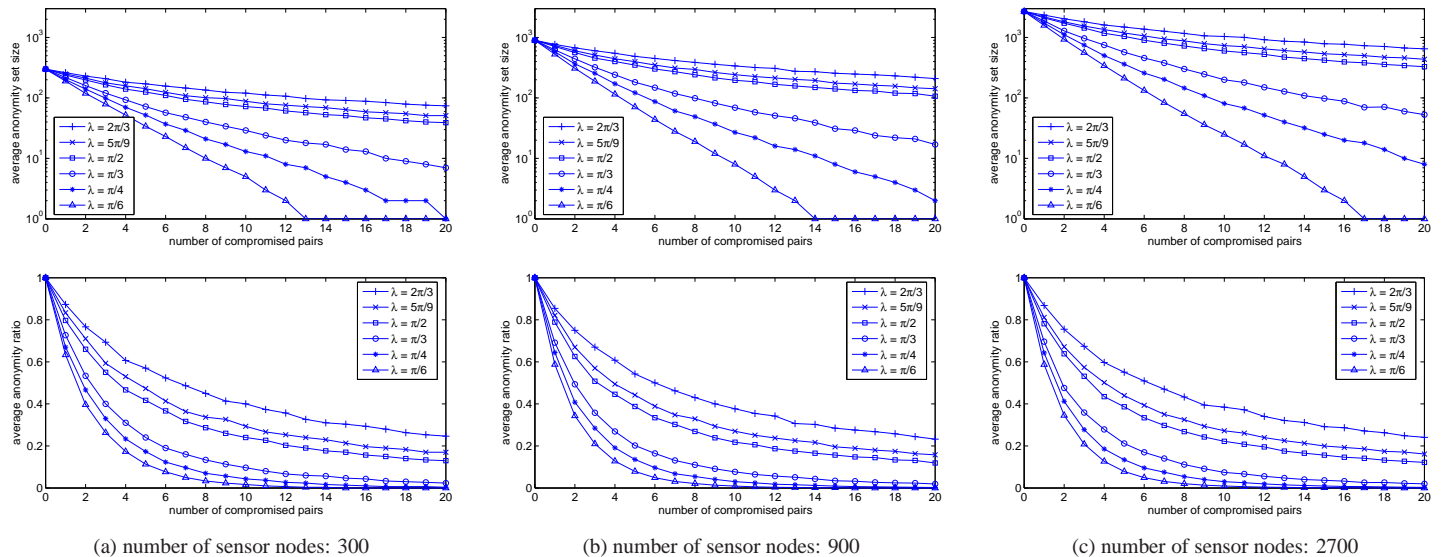 average anonymity set size
10³
10²
10¹
10⁰
0 2 4 6 8 10 12 14 16 18 20
number of compromised pairs
λ = 2π/3
λ = 5π/9
λ = π/2
λ = π/3
λ = π/4
λ = π/6
average anonymity set size
10³
10²
10¹
10⁰
0 2 4 6 8 10 12 14 16 18 20
number of compromised pairs
λ = 2π/3
λ = 5π/9
λ = π/2
λ = π/3
λ = π/4
λ = π/6
average anonymity set size
10³
10²
10¹
10⁰
0 2 4 6 8 10 12 14 16 18 20
number of compromised pairs
λ = 2π/3
λ = 5π/9
λ = π/2
λ = π/3
λ = π/4
λ = π/6
average anonymity ratio
1
0.8
0.6
0.4
0.2
0
0 2 4 6 8 10 12 14 16 18 20
number of compromised pairs
λ = 2π/3
λ = 5π/9
λ = π/2
λ = π/3
λ = π/4
λ = π/6
average anonymity ratio
1
0.8
0.6
0.4
0.2
0
0 2 4 6 8 10 12 14 16 18 20
number of compromised pairs
λ = 2π/3
λ = 5π/9
λ = π/2
λ = π/3
λ = π/4
λ = π/6
average anonymity ratio
1
0.8
0.6
0.4
0.2
0
0 2 4 6 8 10 12 14 16 18 20
number of compromised pairs
λ = 2π/3
λ = 5π/9
λ = π/2
λ = π/3
λ = π/4
λ = π/6
(a) number of sensor nodes: 300
(b) number of sensor nodes: 900
(c) number of sensor nodes: 2700